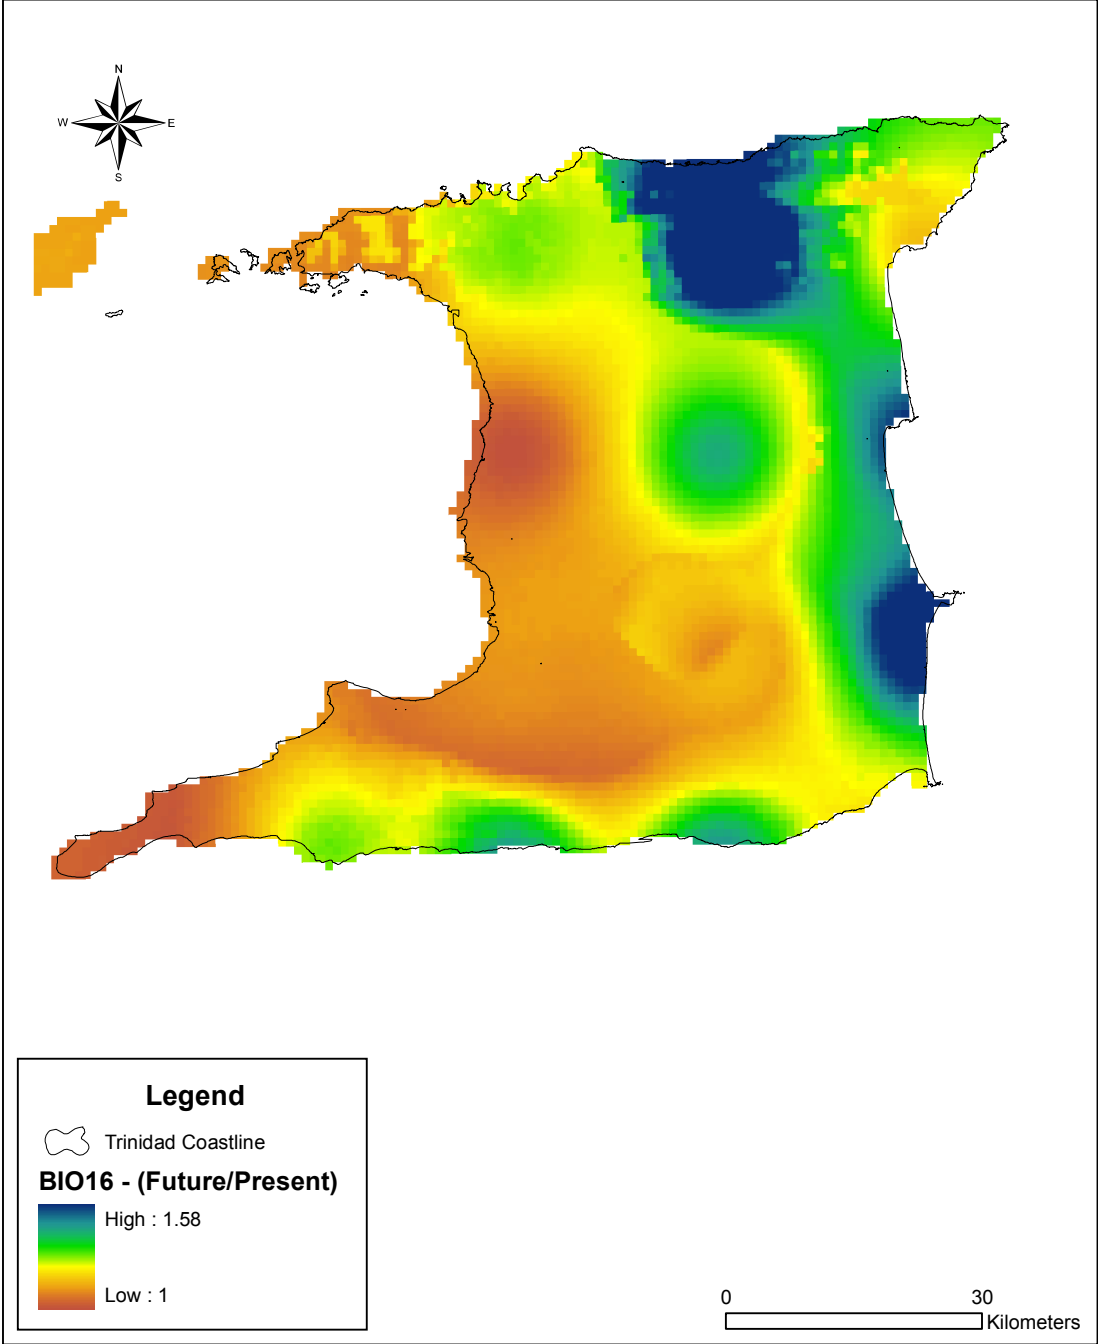 N
W E
S
Legend
Trinidad Coastline
BIO16 - (Future/Present)
High : 1.58
Low : 1
0 30
Kilometers